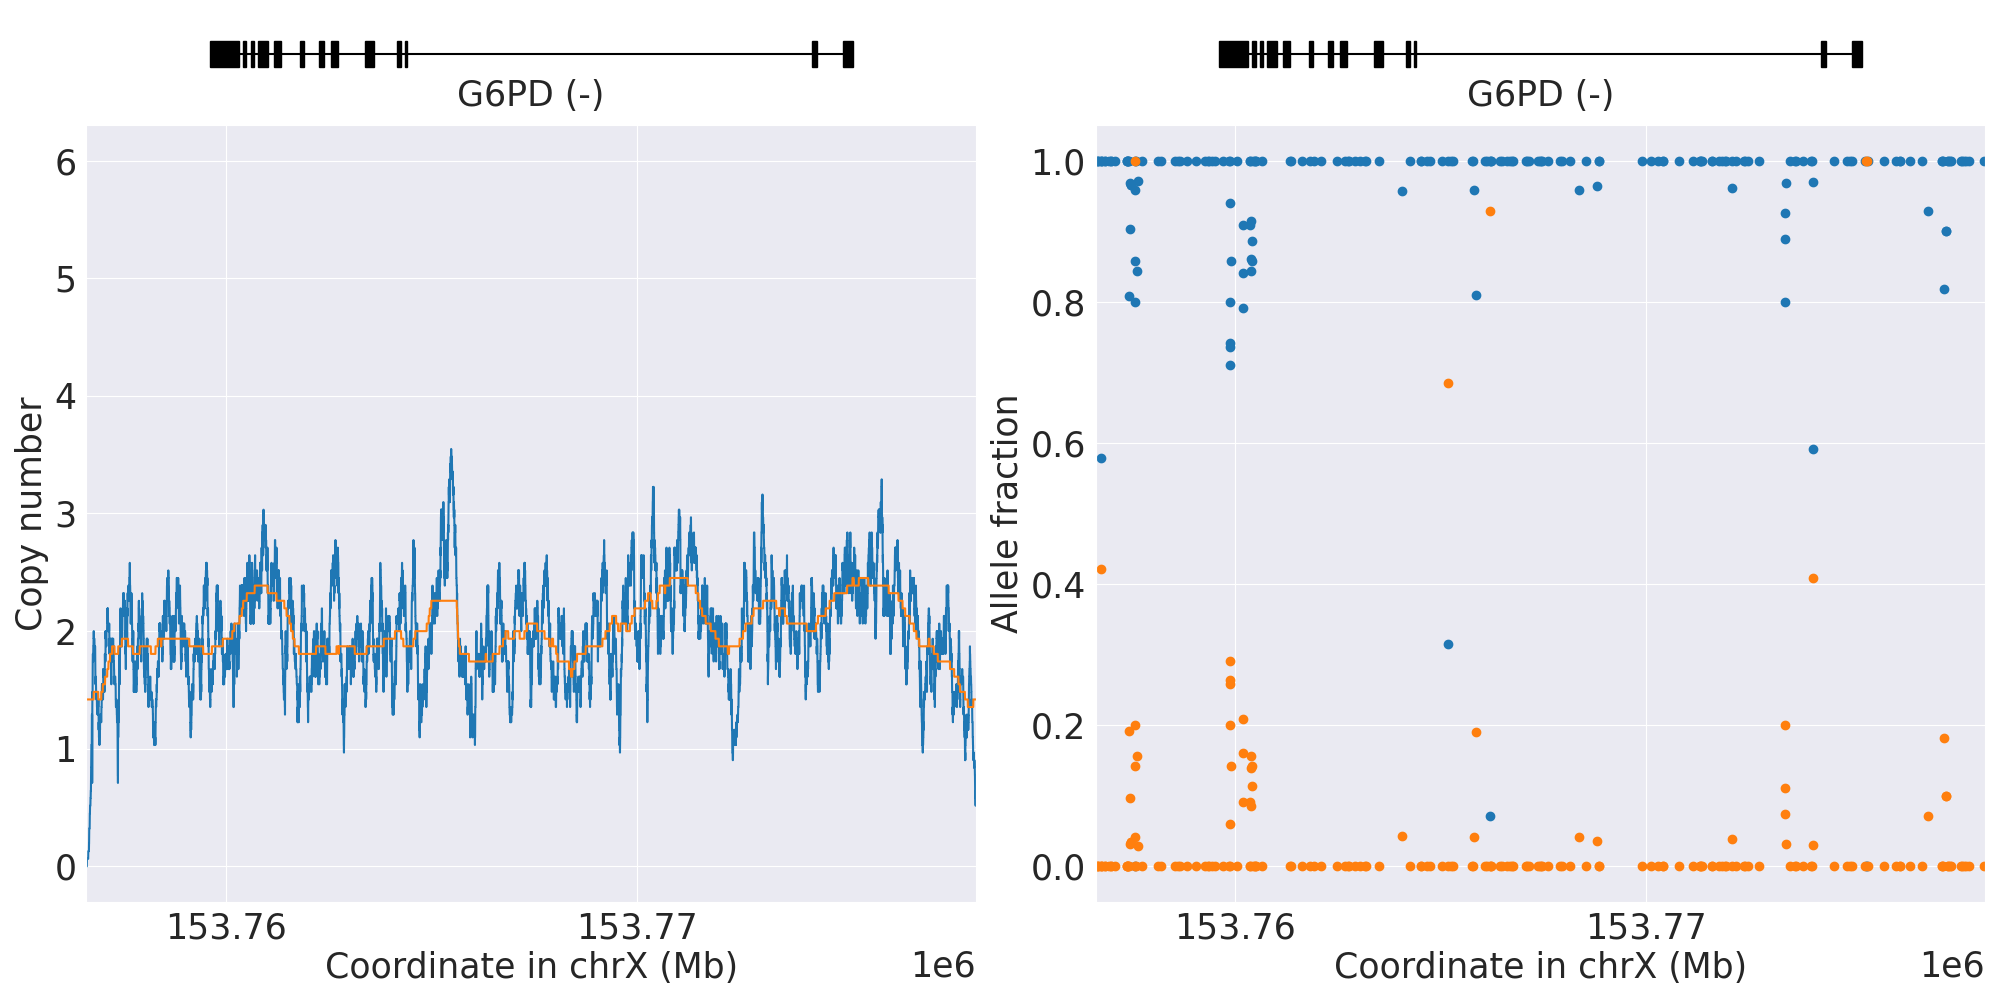 G6PD (-)
6
5
4
3
2
1
0
Copy number
153.76
153.77
Coordinate in chrX (Mb)
1e6
G6PD (-)
1.0
0.8
0.6
0.4
0.2
0.0
Allele fraction
153.76
153.77
Coordinate in chrX (Mb)
1e6